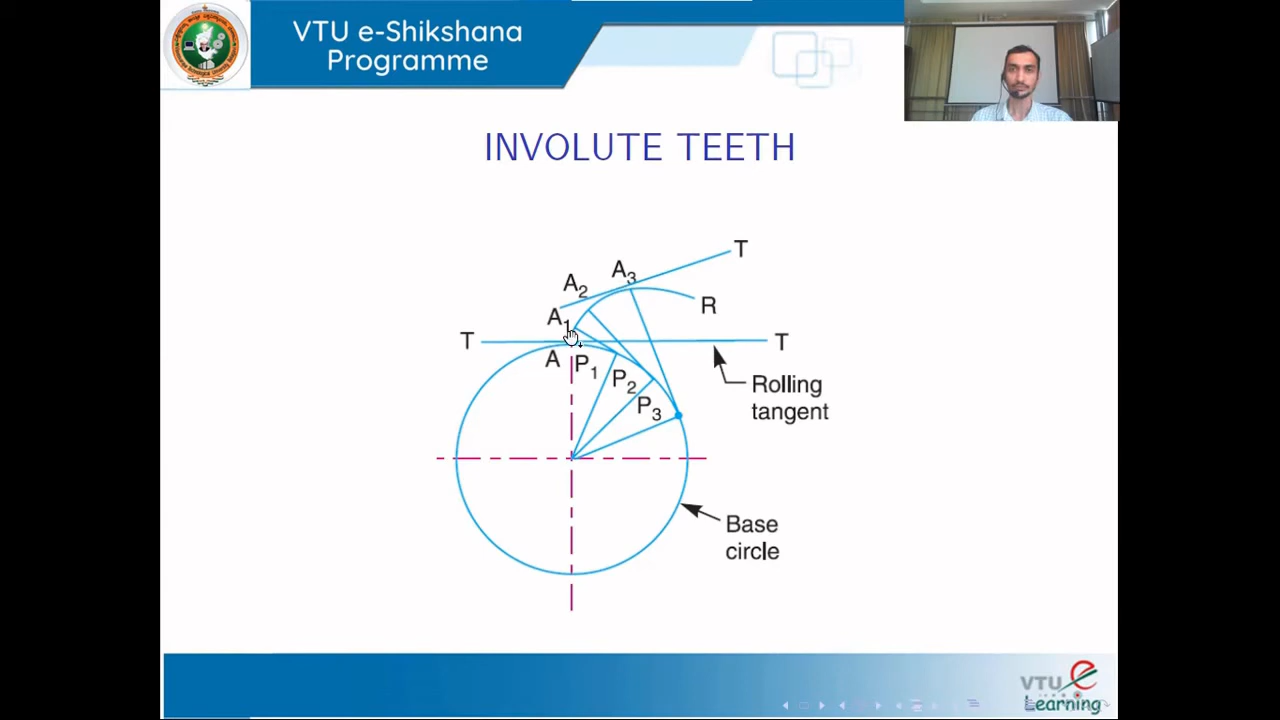 VTU e-Shikshana
Programme
INVOLUTE TEETH
T
A3
A2
R
A1
T
T
A
P1
P2
P3
Rolling
tangent
Base
circle
VTU
Learning